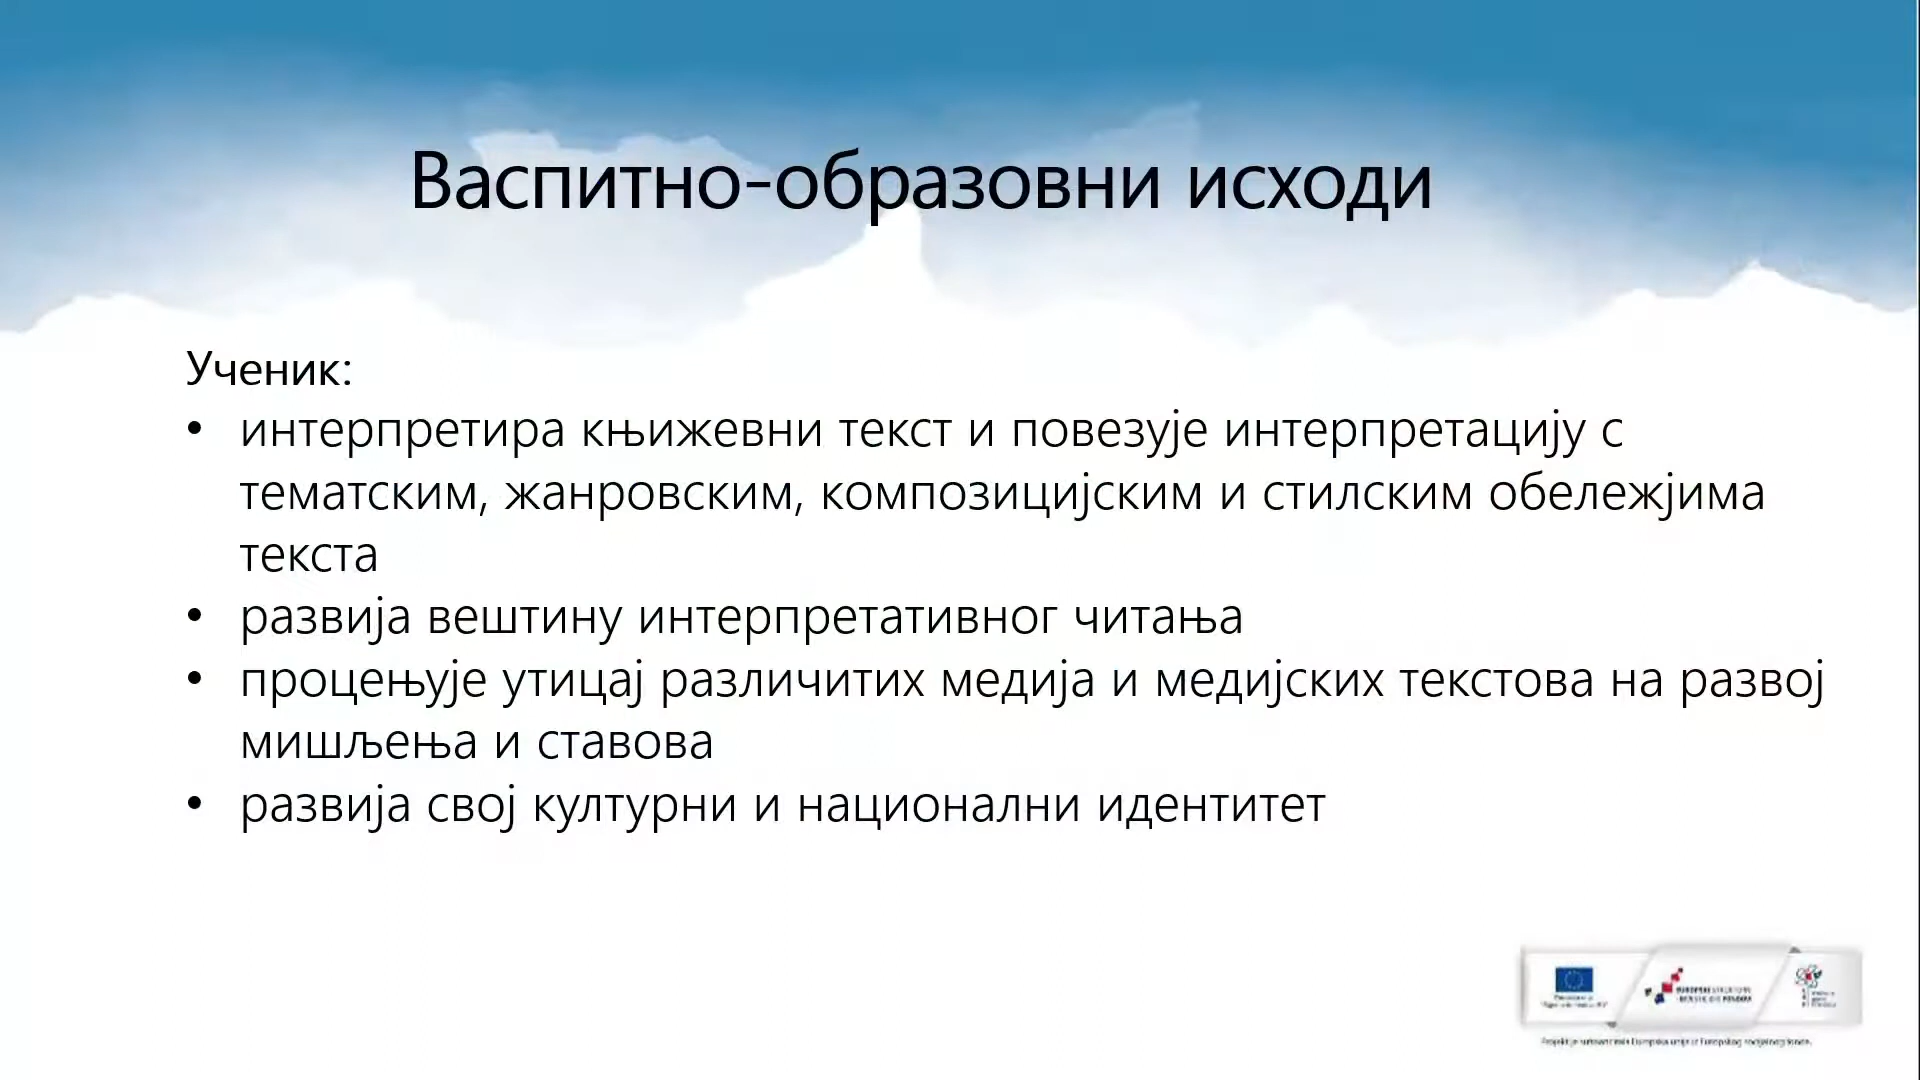 Васпитно-образовни исходи
Ученик:
• интерпретира књижевни текст и повезује интерпретацију с
тематским, жанровским, композицијским и стилским обележјима
текста
• развија вештину интерпретативног читања
• процењује утицај различитих медија и медијских текстова на развој
мишљења и ставова
• развија свој културни и национални идентитет